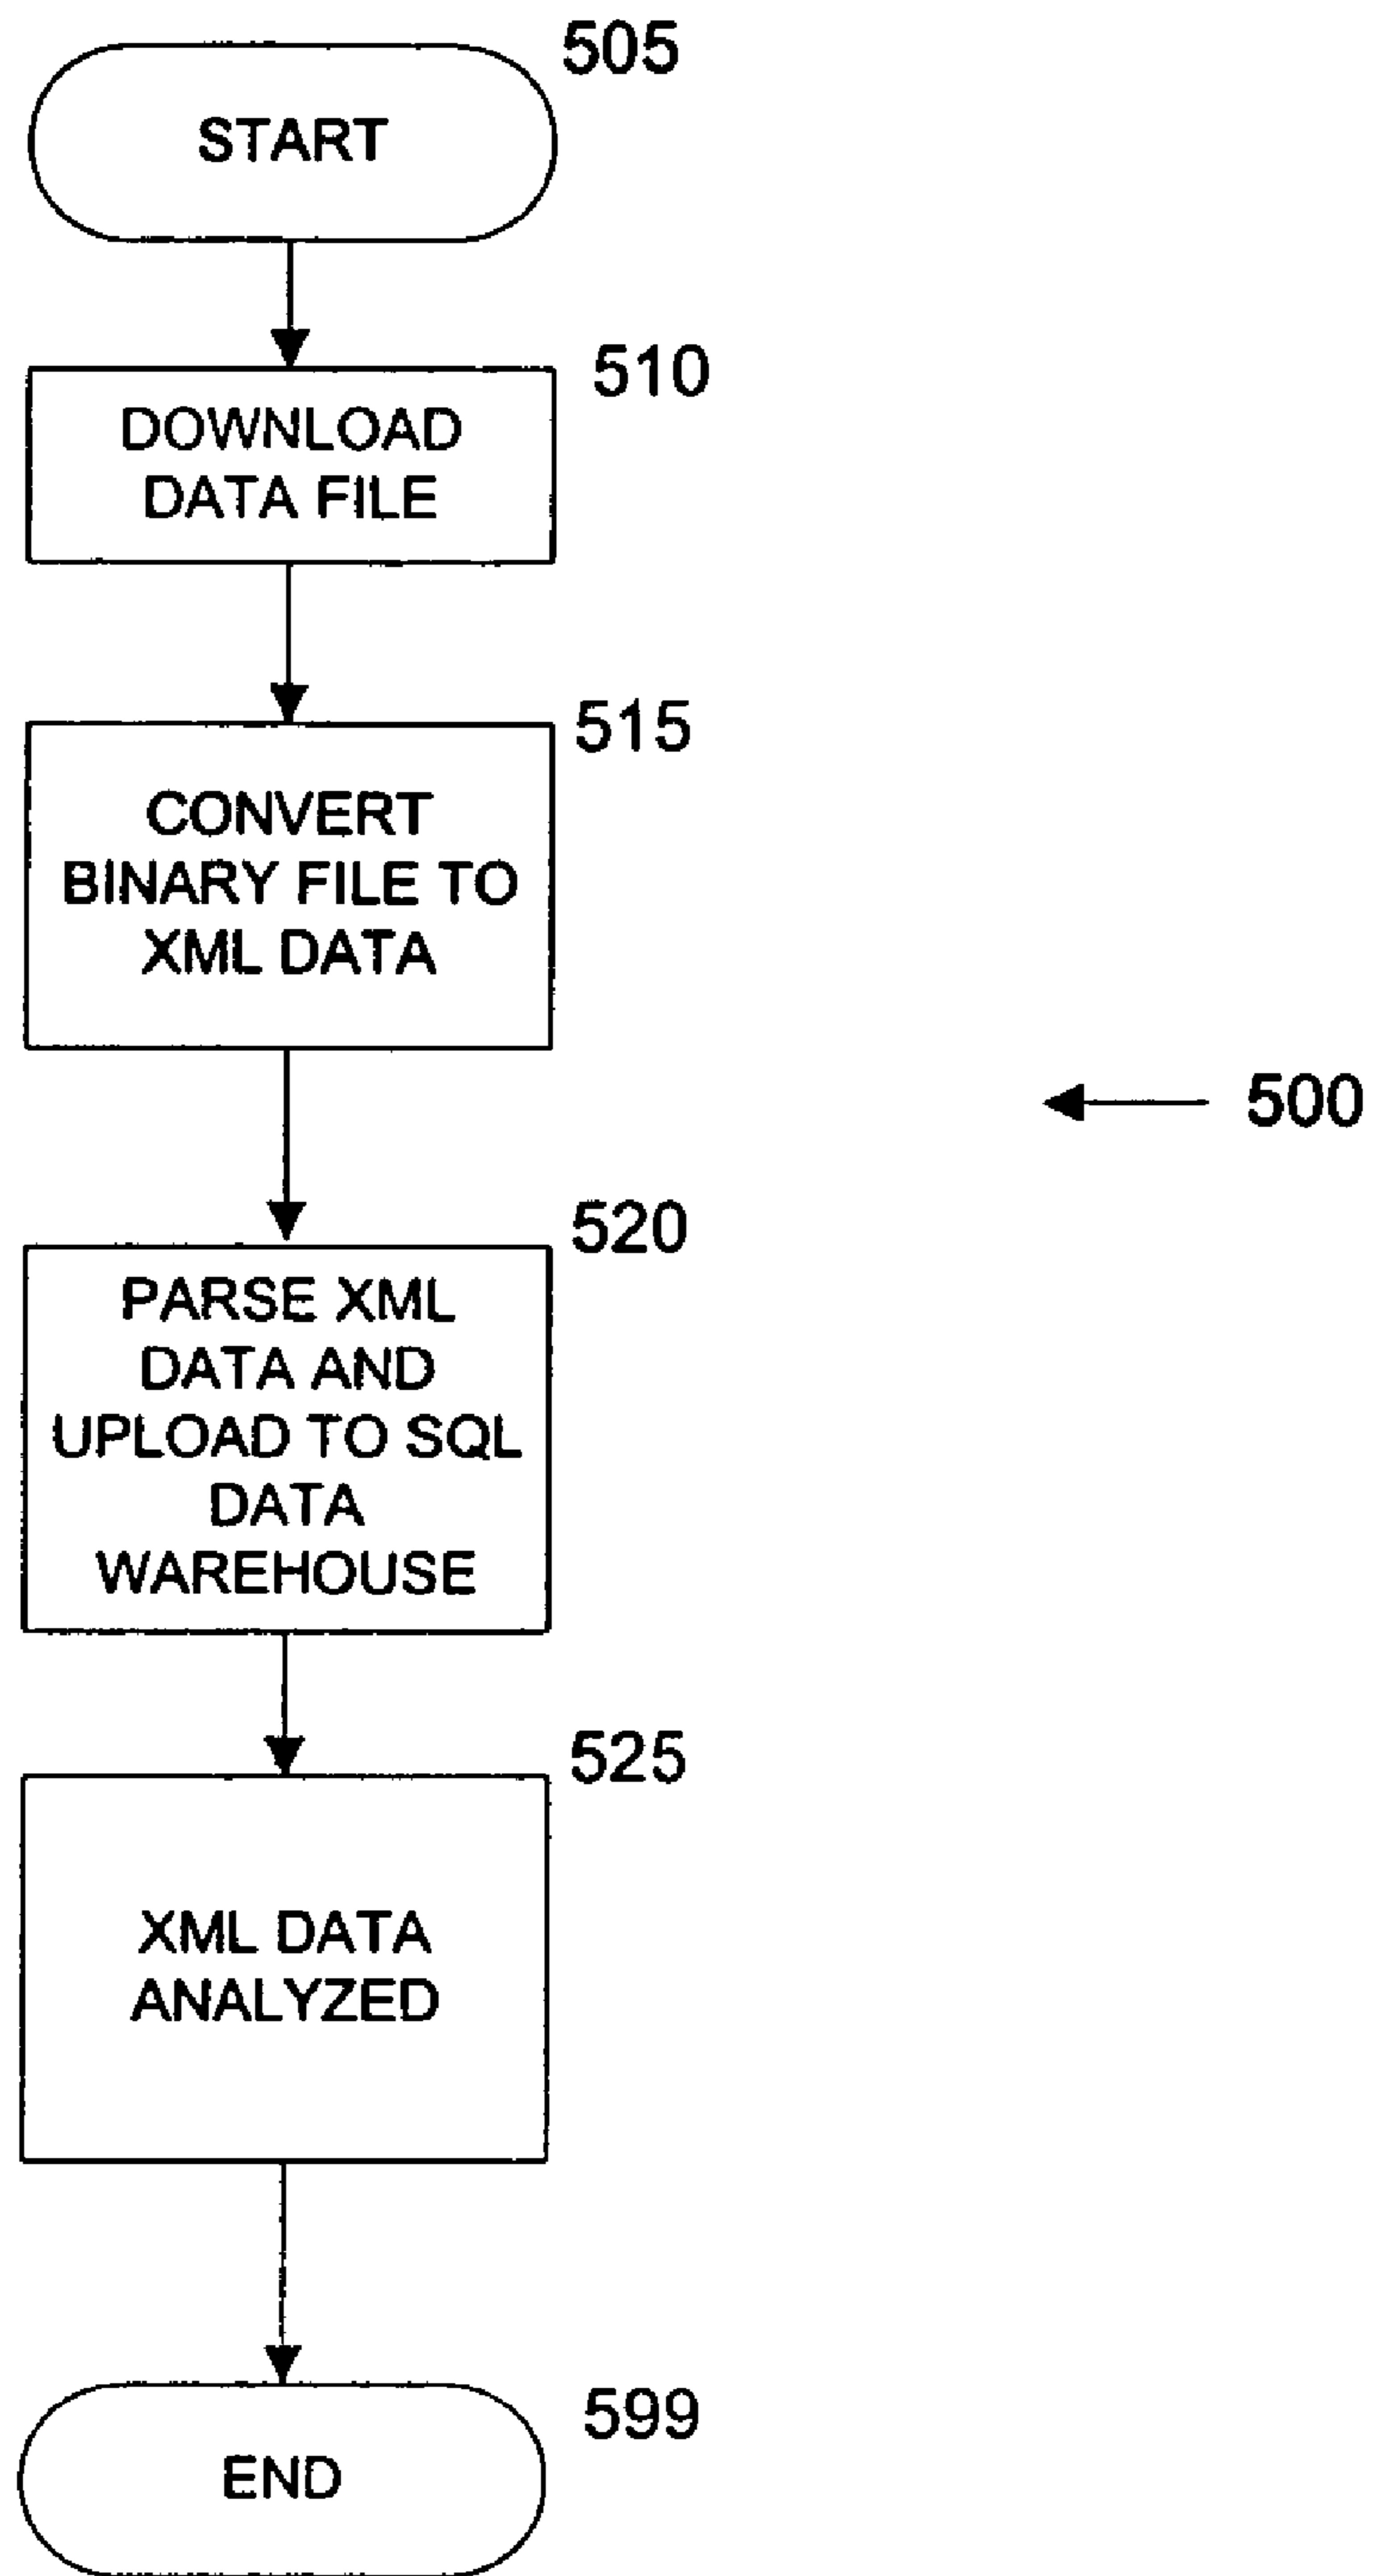 505
START
510
DOWNLOAD
DATA FILE
515
CONVERT
BINARY FILE TO
XML DATA
500
520
PARSE XML
DATA AND
UPLOAD TO SQL
DATA
WAREHOUSE
525
XML DATA
ANALYZED
599
END